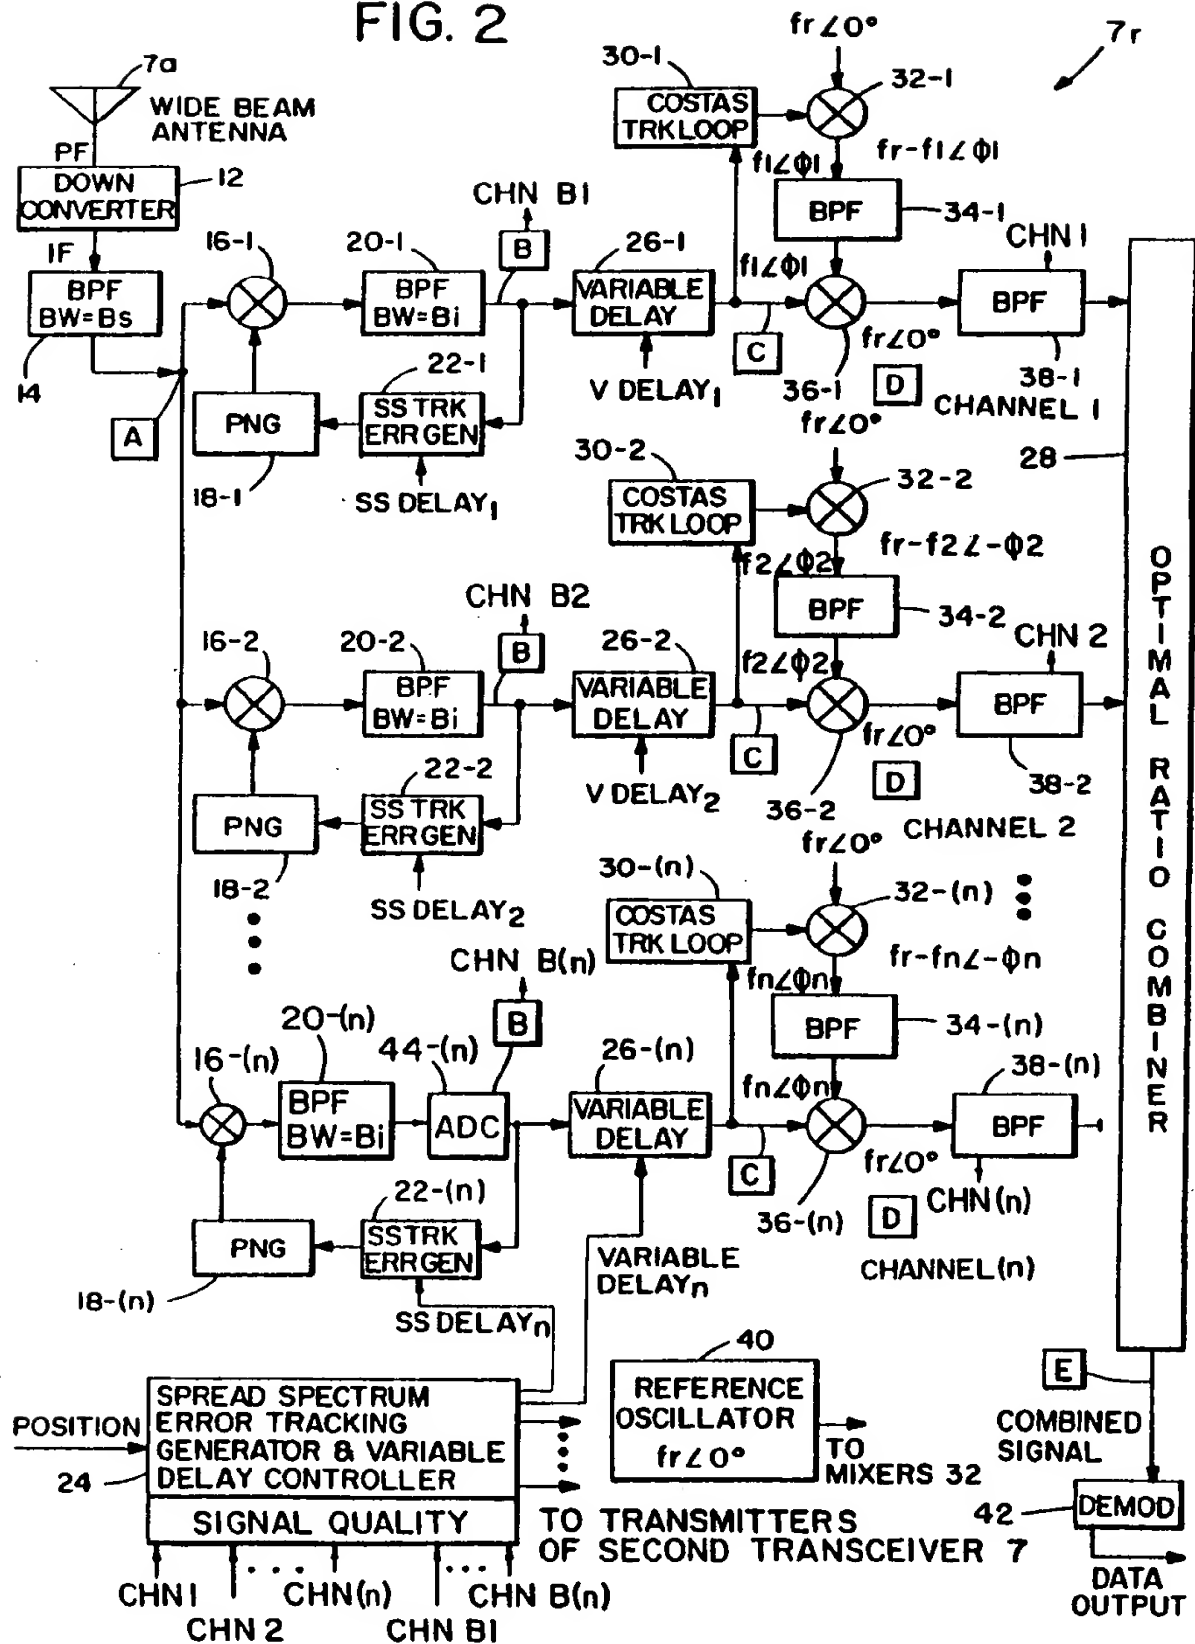 FIG. 2
7a
WIDE BEAM
ANTENNA
PF
DOWN
CONVERTER
12
IF
BPF
BW=Bs
14
A
16-1
20-1
BPF
BW=Bi
CHN B1
B
26-1
VARIABLE
DELAY
V DELAY1
22-1
SS TRK
ERR GEN
SS DELAY1
PNG
18-1
30-1
COSTAS
TRK LOOP
fr∠0°
32-1
7r
f1∠Φ1
fr-f1∠Φ1
BPF
34-1
f1∠Φ1
C
36-1
fr∠0°
D
CHN 1
BPF
38-1
CHANNEL 1
28
OPTIMAL RATIO COMBINER
16-2
20-2
BPF
BW=Bi
CHN B2
B
26-2
VARIABLE
DELAY
V DELAY2
22-2
SS TRK
ERR GEN
SS DELAY2
PNG
18-2
30-2
COSTAS
TRK LOOP
fr∠0°
32-2
f2∠Φ2
fr-f2∠-Φ2
BPF
34-2
f2∠Φ2
C
36-2
fr∠0°
D
CHN 2
BPF
38-2
CHANNEL 2
16-(n)
20-(n)
BPF
BW=Bi
44-(n)
ADC
CHN B(n)
B
26-(n)
VARIABLE
DELAY
VARIABLE
DELAYn
22-(n)
SS TRK
ERR GEN
SS DELAYn
PNG
18-(n)
30-(n)
COSTAS
TRK LOOP
fr∠0°
32-(n)
fn∠Φn
fr-fn∠-Φn
BPF
34-(n)
fn∠Φn
C
36-(n)
fr∠0°
D
38-(n)
BPF
CHN(n)
CHANNEL(n)
POSITION
24
SPREAD SPECTRUM
ERROR TRACKING
GENERATOR & VARIABLE
DELAY CONTROLLER
SIGNAL QUALITY
CHN 1
CHN 2
CHN(n)
CHN B1
CHN B(n)
TO TRANSMITTERS
OF SECOND TRANSCEIVER 7
40
REFERENCE
OSCILLATOR
fr∠0°
TO
MIXERS 32
E
COMBINED
SIGNAL
42
DEMOD
DATA
OUTPUT